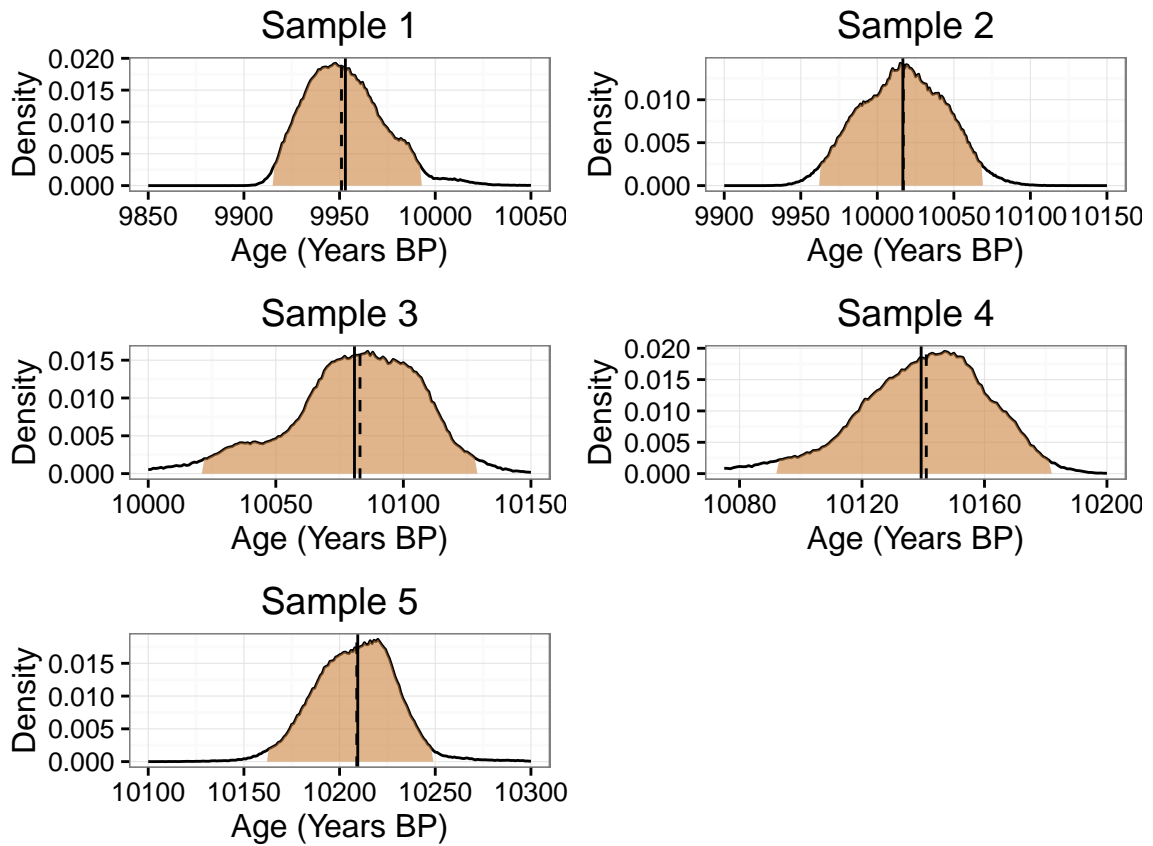 Sample 1
Density
0.020
0.015
0.010
0.005
0.000
9850 9900 9950 10000 10050
Age (Years BP)
Sample 2
Density
0.010
0.005
0.000
9900 9950 10000 10050 10100 10150
Age (Years BP)
Sample 3
Density
0.015
0.010
0.005
0.000
10000 10050 10100 10150
Age (Years BP)
Sample 4
Density
0.020
0.015
0.010
0.005
0.000
10080 10120 10160 10200
Age (Years BP)
Sample 5
Density
0.015
0.010
0.005
0.000
10100 10150 10200 10250 10300
Age (Years BP)